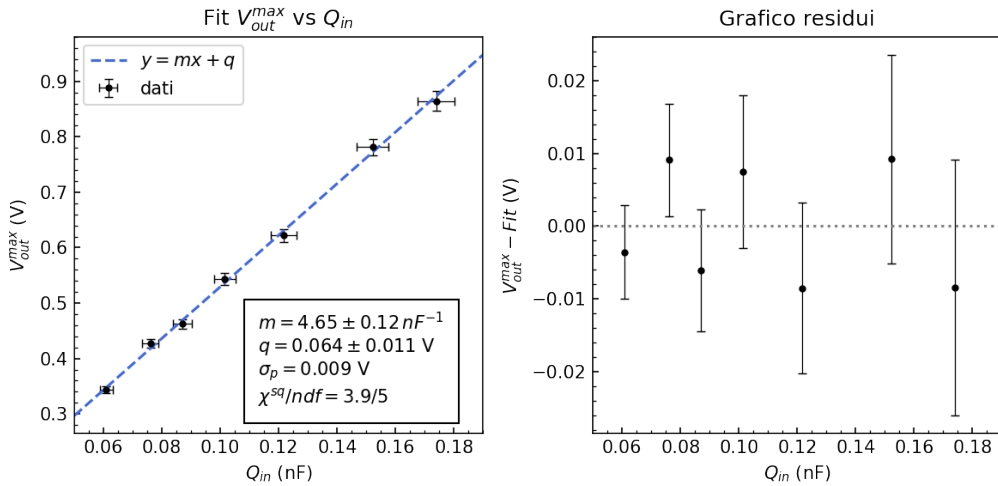 Fit $V_{out}^{max}$ vs $Q_{in}$
y = mx + q
dati
$V_{out}^{max}$ (V)
0.9
0.8
0.7
0.6
0.5
0.4
0.3
m = 4.65 ± 0.12 nF⁻¹
q = 0.064 ± 0.011 V
$σ_p$ = 0.009 V
$χ^{sq}$/ndf = 3.9/5
0.06 0.08 0.10 0.12 0.14 0.16 0.18
$Q_{in}$ (nF)
Grafico residui
$V_{out}^{max}$ − Fit (V)
0.02
0.01
0.00
−0.01
−0.02
0.06 0.08 0.10 0.12 0.14 0.16 0.18
$Q_{in}$ (nF)